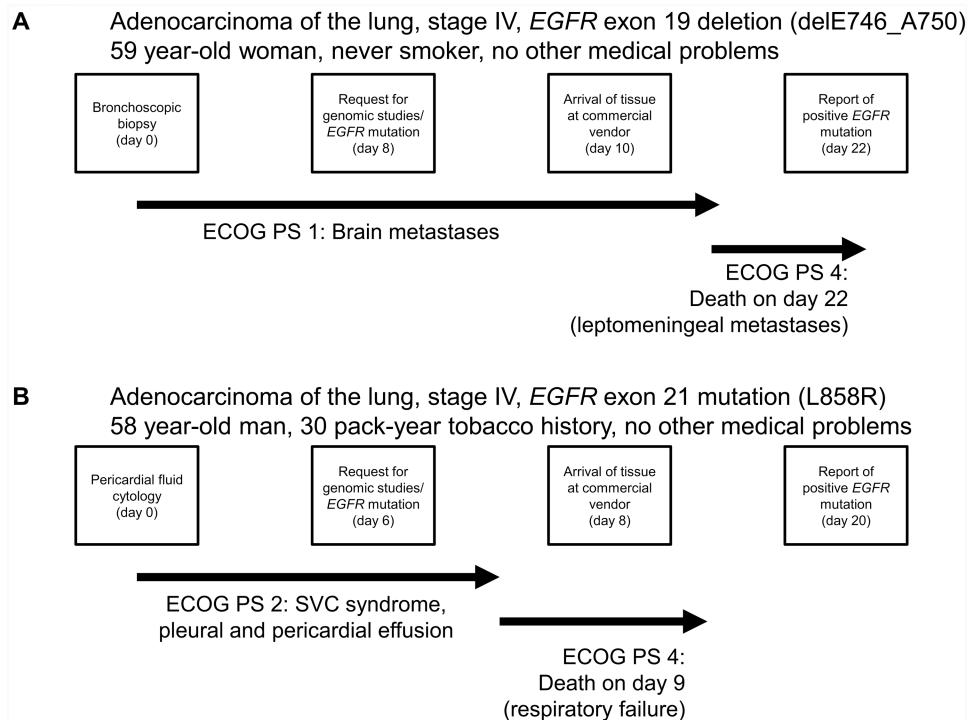 A
Adenocarcinoma of the lung, stage IV, EGFR exon 19 deletion (delE746_A750)
59 year-old woman, never smoker, no other medical problems
Bronchoscopic
biopsy
(day 0)
Request for
genomic studies/
EGFR mutation
(day 8)
Arrival of tissue
at commercial
vendor
(day 10)
Report of
positive EGFR
mutation
(day 22)
ECOG PS 1: Brain metastases
ECOG PS 4:
Death on day 22
(leptomeningeal metastases)
B
Adenocarcinoma of the lung, stage IV, EGFR exon 21 mutation (L858R)
58 year-old man, 30 pack-year tobacco history, no other medical problems
Pericardial fluid
cytology
(day 0)
Request for
genomic studies/
EGFR mutation
(day 6)
Arrival of tissue
at commercial
vendor
(day 8)
Report of
positive EGFR
mutation
(day 20)
ECOG PS 2: SVC syndrome,
pleural and pericardial effusion
ECOG PS 4:
Death on day 9
(respiratory failure)